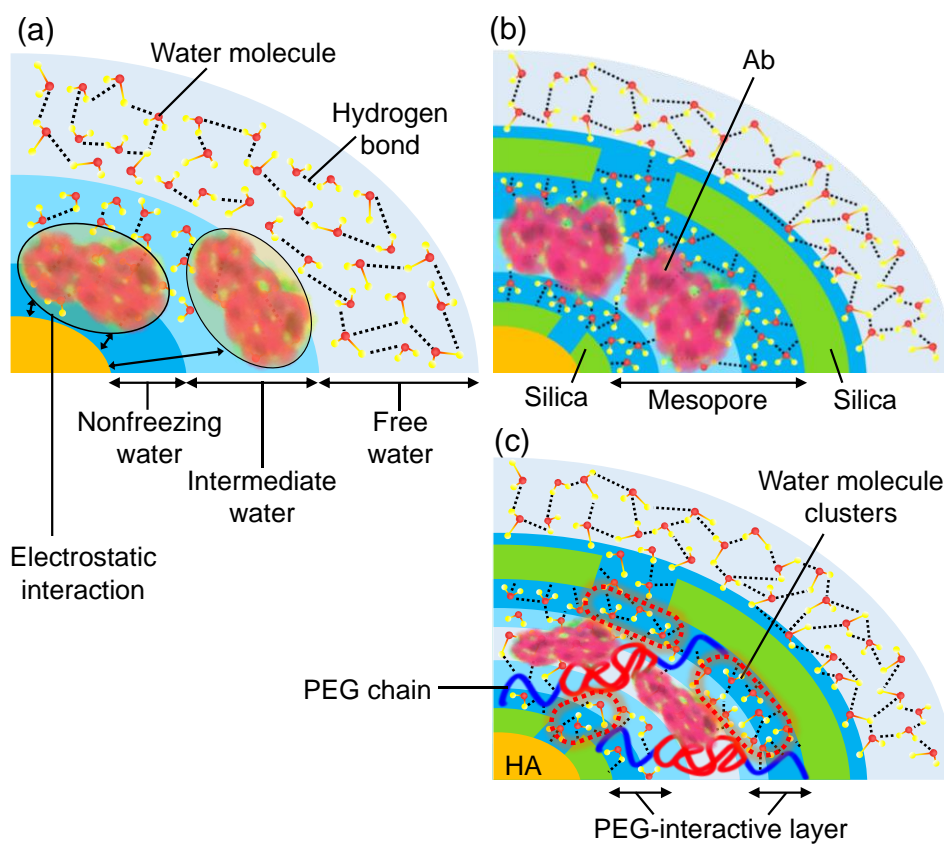 (a)
Water molecule
Hydrogen
bond
Nonfreezing
water
Intermediate
water
Free
water
Electrostatic
interaction
(b)
Ab
Silica
Mesopore
Silica
(c)
Water molecule
clusters
PEG chain
HA
PEG-interactive layer